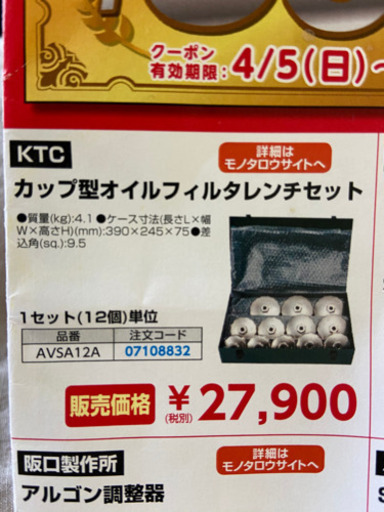 クーポン
有効期限：4/5(日)～
KTC
詳細は
モノタロウサイトへ
カップ型オイルフィルタレンチセット
●質量(kg):4.1●ケース寸法(長さL×幅
W×高さH)(mm):390×245×75●差
込角(sq.):9.5
1セット(12個)単位
品番 注文コード
AVSA12A 07108832
販売価格 ¥27,900
(税別)
阪口製作所
詳細は
モノタロウサイトへ
アルゴン調整器